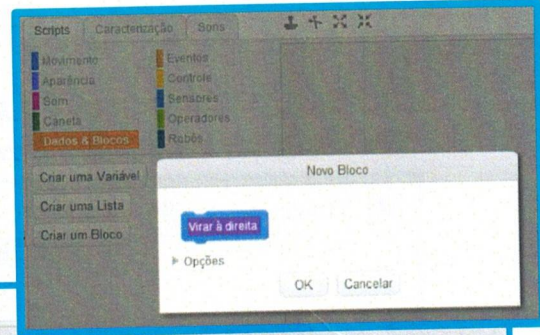 Scripts Caracterização Sons
Movimento Eventos
Aparência Controle
Som Sensores
Caneta Operadores
Dados & Blocos Robôs
Criar uma Variável
Criar uma Lista
Criar um Bloco
Novo Bloco
Virar à direita
Opções
OK Cancelar